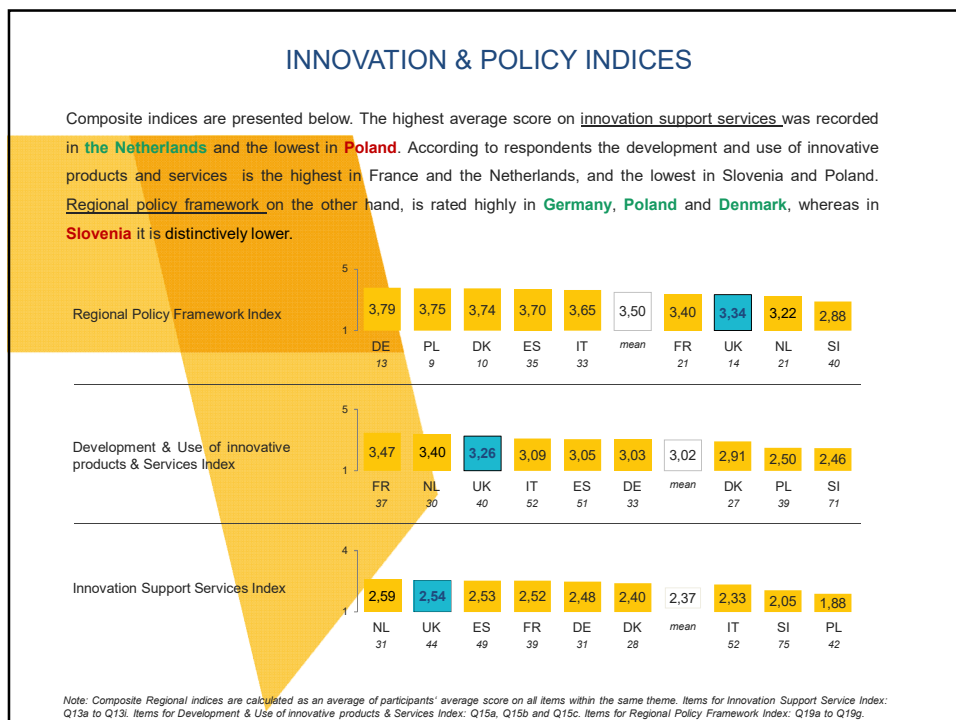 INNOVATION & POLICY INDICES
Composite indices are presented below. The highest average score on innovation support services was recorded
in the Netherlands and the lowest in Poland. According to respondents the development and use of innovative
products and services is the highest in France and the Netherlands, and the lowest in Slovenia and Poland.
Regional policy framework on the other hand, is rated highly in Germany, Poland and Denmark, whereas in
Slovenia it is distinctively lower.
5
Regional Policy Framework Index
3,79 3,75 3,74 3,70 3,65 3,50 3,40 3,34 3,22 2,88
1
DE PL DK ES IT mean FR UK NL SI
13 9 10 35 33 21 14 21 40
5
Development & Use of innovative
products & Services Index
3,47 3,40 3,26 3,09 3,05 3,03 3,02 2,91 2,50 2,46
1
FR NL UK IT ES DE mean DK PL SI
37 30 40 52 51 33 27 39 71
4
Innovation Support Services Index
2,59 2,54 2,53 2,52 2,48 2,40 2,37 2,33 2,05 1,88
1
NL UK ES FR DE DK mean IT SI PL
31 44 49 39 31 28 52 75 42
Note: Composite Regional indices are calculated as an average of participants' average score on all items within the same theme. Items for Innovation Support Service Index:
Q13a to Q13i. Items for Development & Use of innovative products & Services Index: Q15a, Q15b and Q15c. Items for Regional Policy Framework Index: Q19a to Q19g.